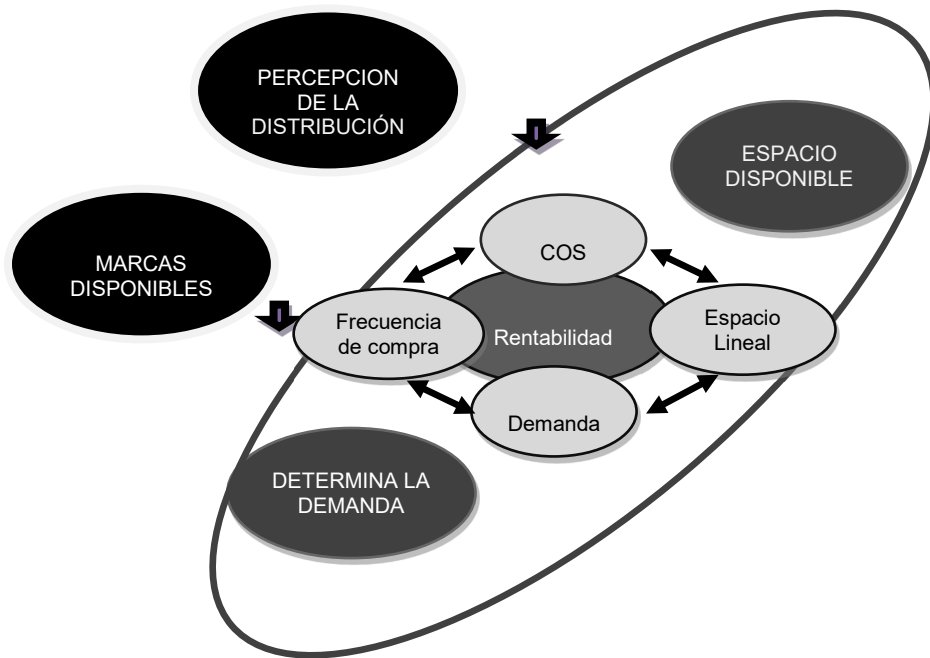 PERCEPCION
DE LA
DISTRIBUCIÓN
ESPACIO
DISPONIBLE
MARCAS
DISPONIBLES
COS
Frecuencia
de compra
Rentabilidad
Espacio
Lineal
Demanda
DETERMINA LA
DEMANDA